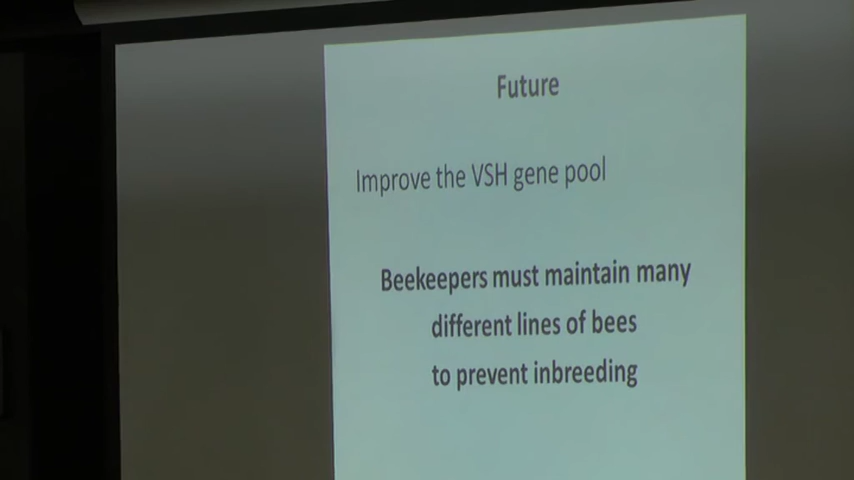 Future
Improve the VSH gene pool
Beekeepers must maintain many
different lines of bees
to prevent inbreeding